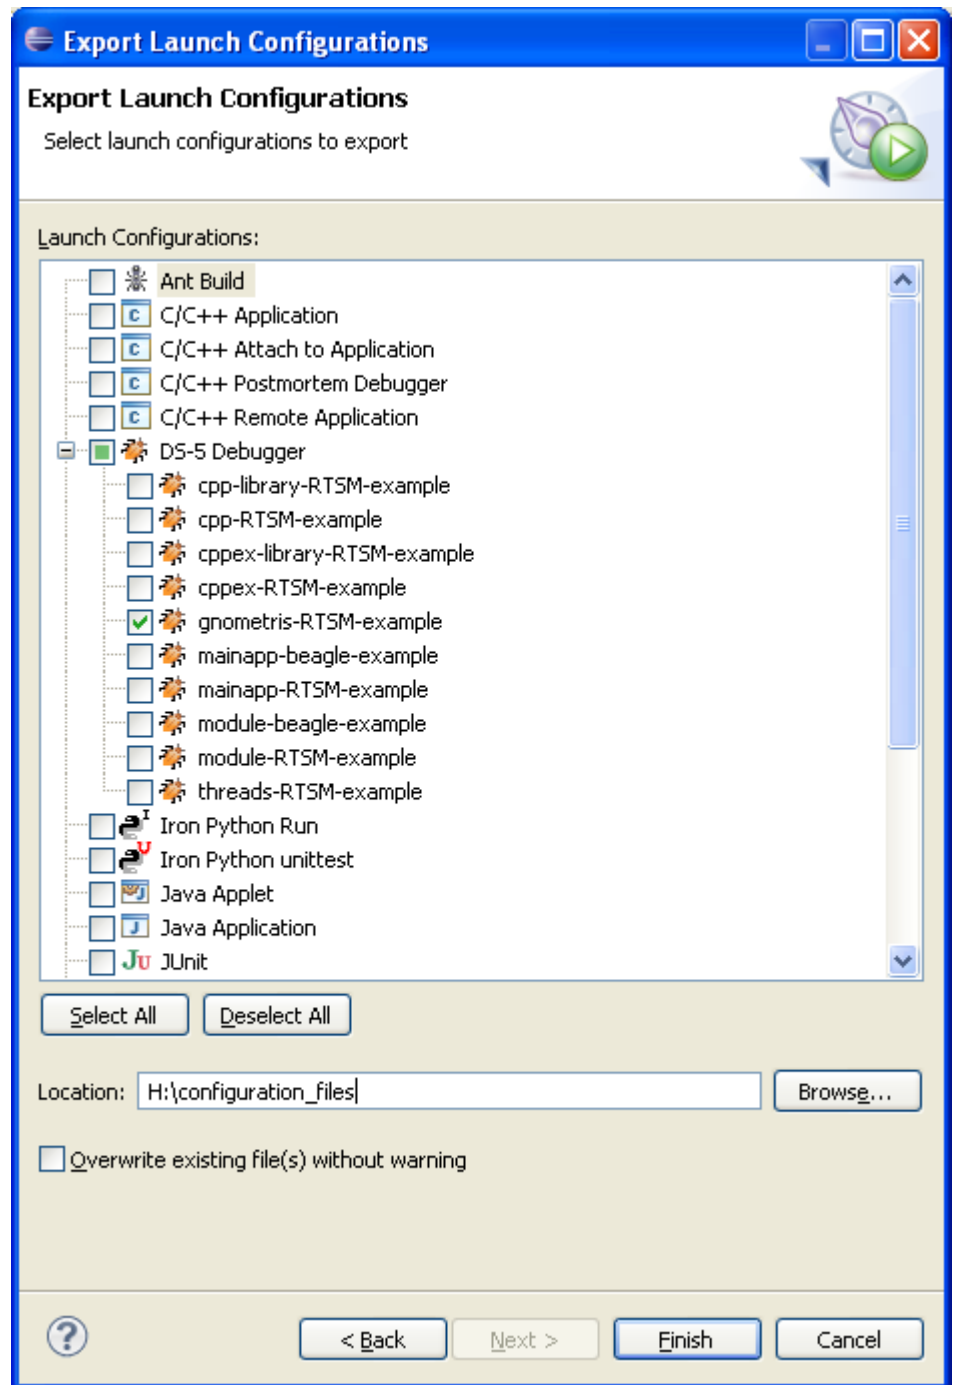 Export Launch Configurations
Export Launch Configurations
Select launch configurations to export
Launch Configurations:
Ant Build
C/C++ Application
C/C++ Attach to Application
C/C++ Postmortem Debugger
C/C++ Remote Application
DS-5 Debugger
cpp-library-RTSM-example
cpp-RTSM-example
cppex-library-RTSM-example
cppex-RTSM-example
gnometris-RTSM-example
mainapp-beagle-example
mainapp-RTSM-example
module-beagle-example
module-RTSM-example
threads-RTSM-example
Iron Python Run
Iron Python unittest
Java Applet
Java Application
JUnit
Select All Deselect All
Location: H:\configuration_files Browse...
Overwrite existing file(s) without warning
< Back Next > Finish Cancel